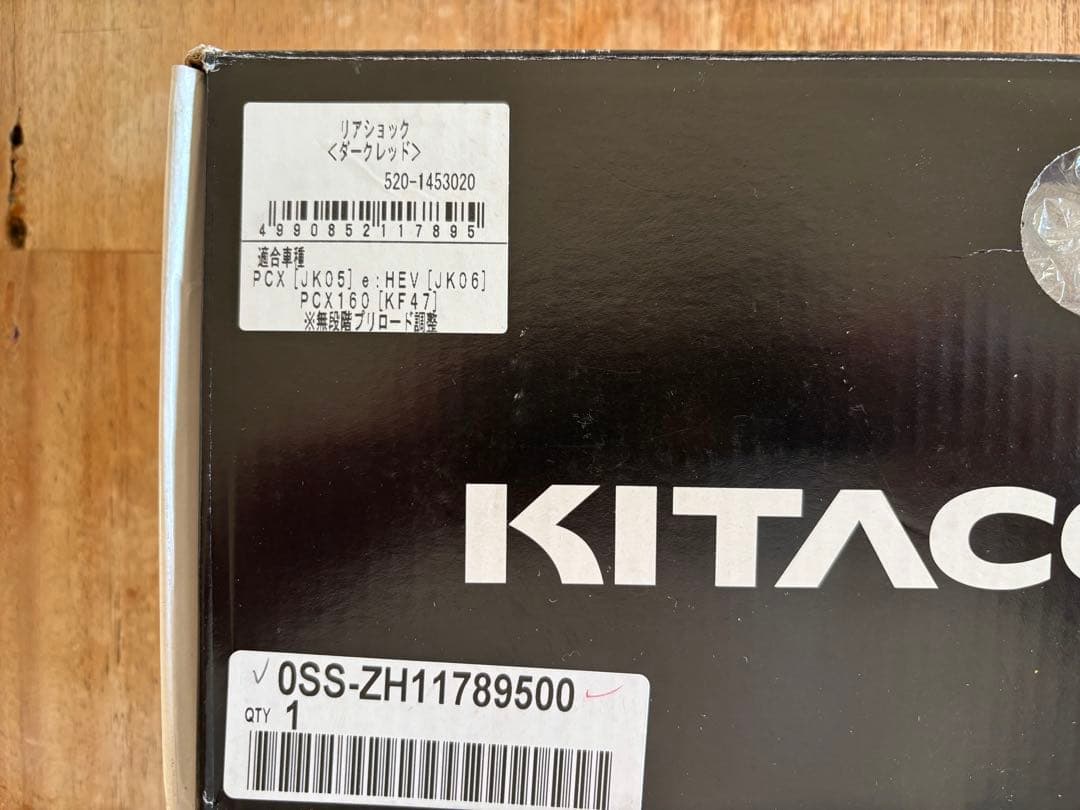 リアショック
<ダークレッド>
520-1453020
4990852117895
適合車種
PCX [JK05] e:HEV [JK06]
PCX160 [KF47]
※無段階プリロード調整
KITAC
0SS-ZH11789500
QTY 1